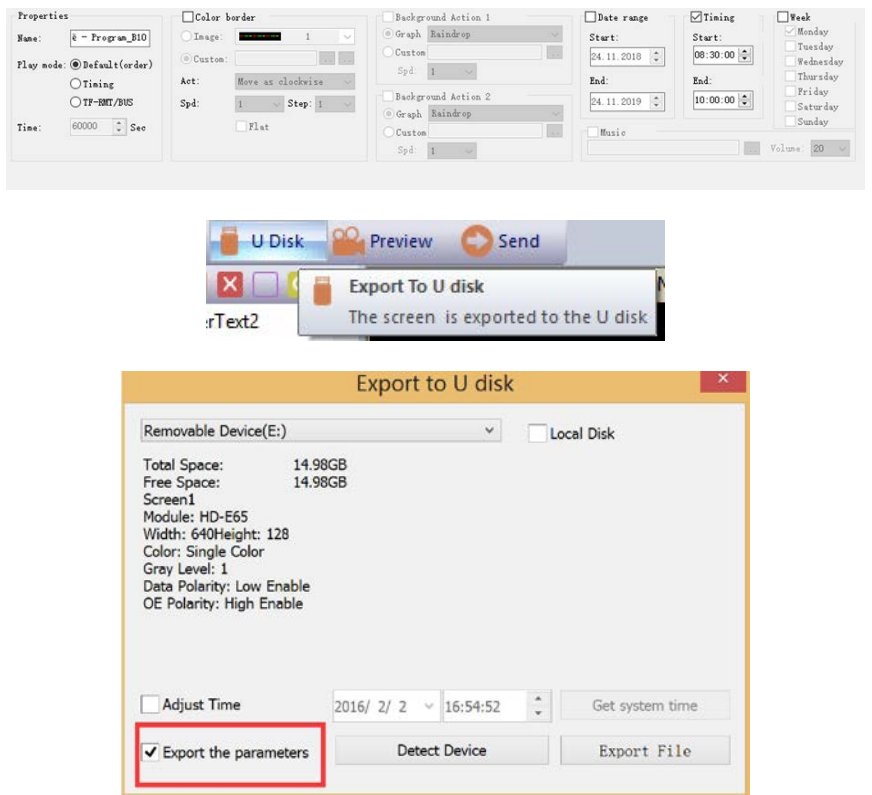 Properties
Name: è - Program_B10
Play mode: Default(order)
Timing
TF-RMT/BUS
Time: 60000 Sec
Color border
Image: 1
Custom: ...
Act: Move as clockwise
Spd: 1 Step: 1
Flat
Background Action 1
Graph Raindrop
Custom ...
Spd: 1
Background Action 2
Graph Raindrop
Custom ...
Spd: 1
Date range
Start:
24.11.2018
End:
24.11.2019
Timing
Start:
08:30:00
End:
10:00:00
Week
Monday
Tuesday
Wednesday
Thursday
Friday
Saturday
Sunday
Music
... Volume: 20
U Disk Preview Send
Export To U disk
The screen is exported to the U disk
rText2
Export to U disk
Removable Device(E:) Local Disk
Total Space: 14.98GB
Free Space: 14.98GB
Screen1
Module: HD-E65
Width: 640Height: 128
Color: Single Color
Gray Level: 1
Data Polarity: Low Enable
OE Polarity: High Enable
Adjust Time 2016/ 2/ 2 16:54:52 Get system time
Export the parameters Detect Device Export File